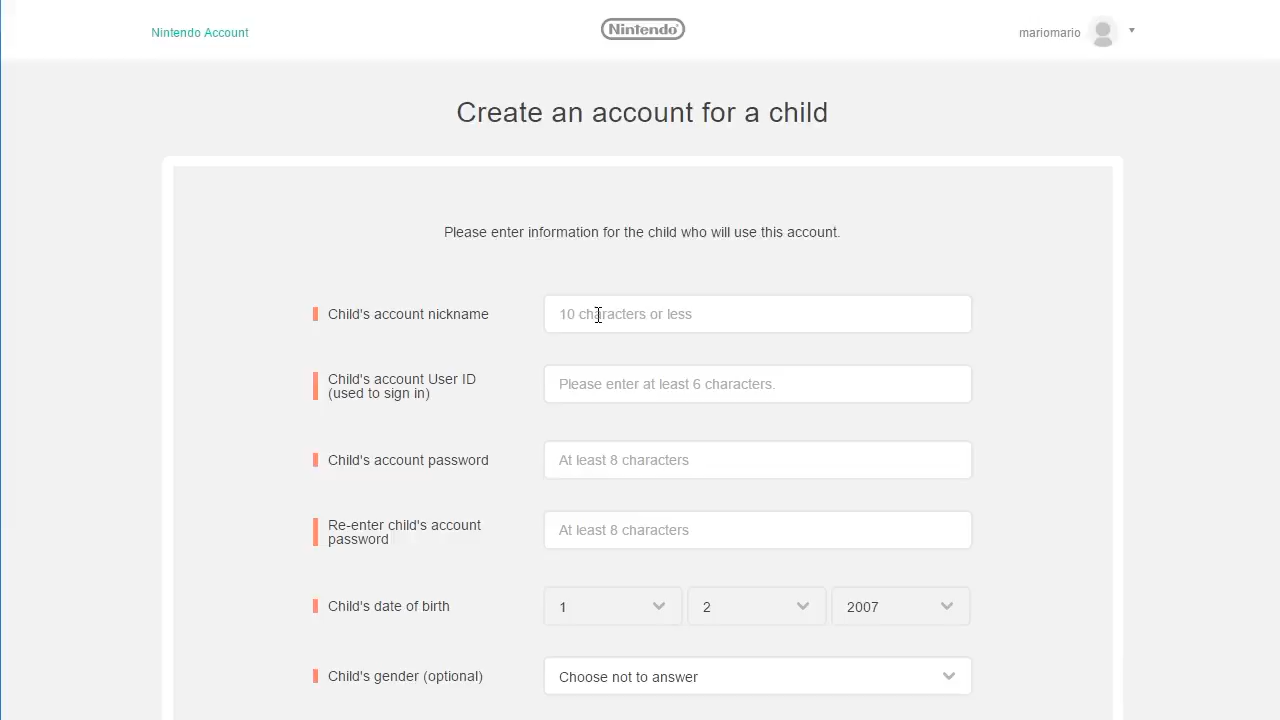 Nintendo Account
Nintendo
mariomario
Create an account for a child
Please enter information for the child who will use this account.
Child's account nickname
10 characters or less
Child's account User ID
(used to sign in)
Please enter at least 6 characters.
Child's account password
At least 8 characters
Re-enter child's account
password
At least 8 characters
Child's date of birth
1
2
2007
Child's gender (optional)
Choose not to answer